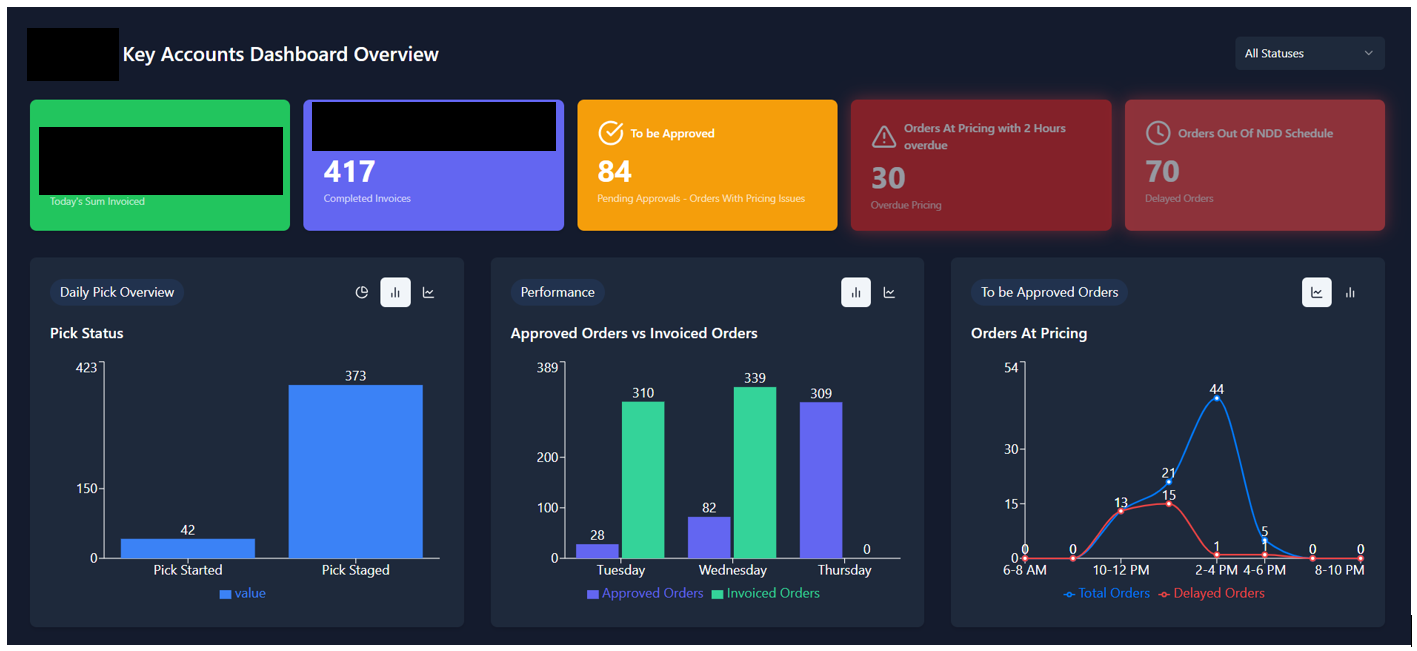 Key Accounts Dashboard Overview
All Statuses
Today's Sum Invoiced
417
Completed Invoices
To be Approved
84
Pending Approvals - Orders With Pricing Issues
Orders At Pricing with 2 Hours
overdue
30
Overdue Pricing
Orders Out Of NDD Schedule
70
Delayed Orders
Daily Pick Overview
Pick Status
423
150
0
42
373
Pick Started
Pick Staged
value
Performance
Approved Orders vs Invoiced Orders
389
200
100
0
28
310
82
339
309
0
Tuesday
Wednesday
Thursday
Approved Orders
Invoiced Orders
To be Approved Orders
Orders At Pricing
54
30
15
0
0
0
13
21
15
44
1
5
1
0
0
6-8 AM
10-12 PM
2-4 PM
4-6 PM
8-10 PM
Total Orders
Delayed Orders